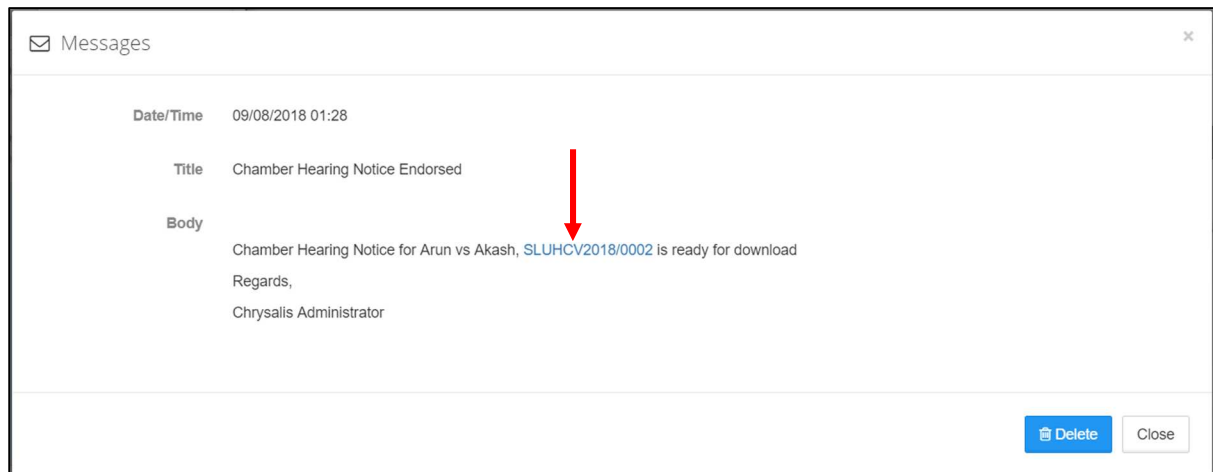 Messages
×
Date/Time 09/08/2018 01:28
Title Chamber Hearing Notice Endorsed
Body
Chamber Hearing Notice for Arun vs Akash, SLUHCV2018/0002 is ready for download
Regards,
Chrysalis Administrator
Delete Close